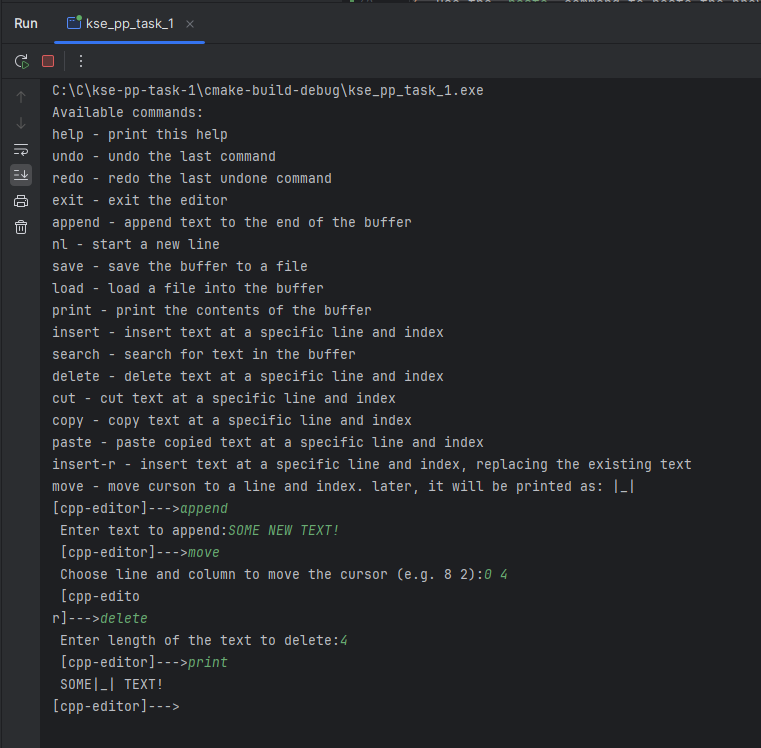 Run
kse_pp_task_1
C:\C\kse-pp-task-1\cmake-build-debug\kse_pp_task_1.exe
Available commands:
help - print this help
undo - undo the last command
redo - redo the last undone command
exit - exit the editor
append - append text to the end of the buffer
nl - start a new line
save - save the buffer to a file
load - load a file into the buffer
print - print the contents of the buffer
insert - insert text at a specific line and index
search - search for text in the buffer
delete - delete text at a specific line and index
cut - cut text at a specific line and index
copy - copy text at a specific line and index
paste - paste copied text at a specific line and index
insert-r - insert text at a specific line and index, replacing the existing text
move - move curson to a line and index. later, it will be printed as: |_|
[cpp-editor]--->append
 Enter text to append:SOME NEW TEXT!
 [cpp-editor]--->move
 Choose line and column to move the cursor (e.g. 8 2):0 4
 [cpp-edito
r]--->delete
 Enter length of the text to delete:4
 [cpp-editor]--->print
 SOME|_| TEXT!
[cpp-editor]--->